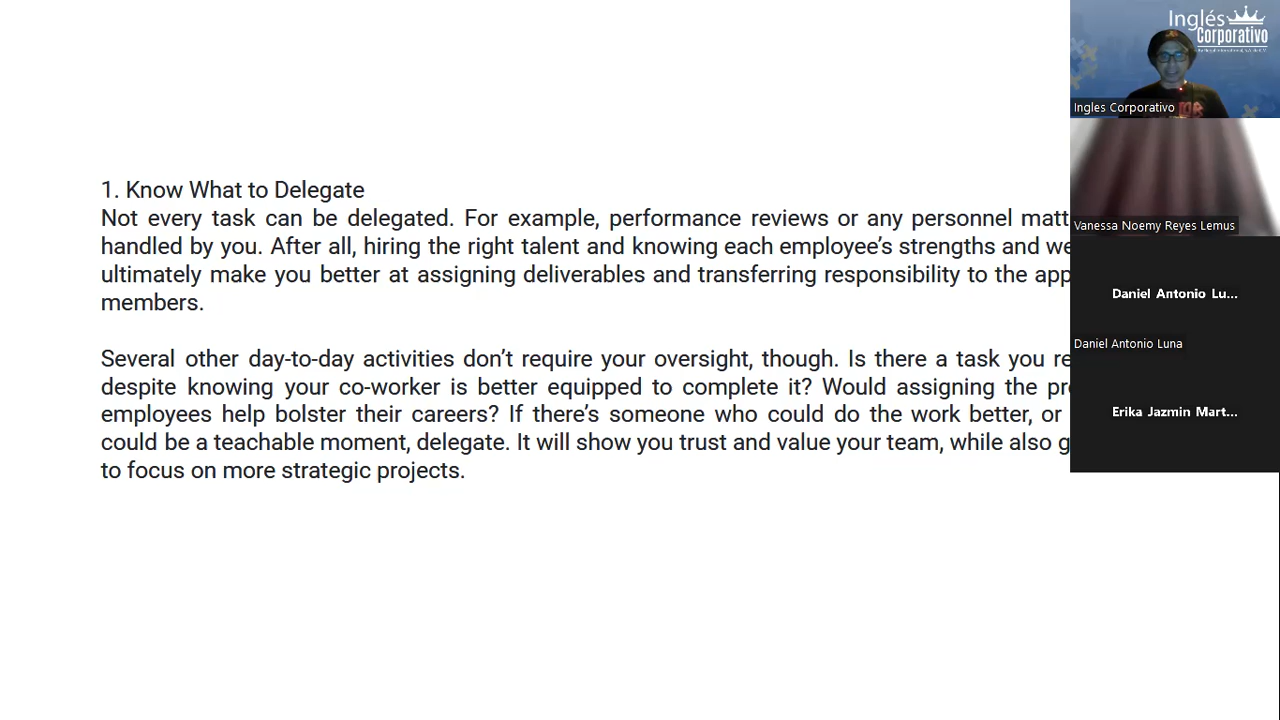 1. Know What to Delegate
Not every task can be delegated. For example, performance reviews or any personnel matt
handled by you. After all, hiring the right talent and knowing each employee’s strengths and we
ultimately make you better at assigning deliverables and transferring responsibility to the app
members.
Several other day-to-day activities don’t require your oversight, though. Is there a task you re
despite knowing your co-worker is better equipped to complete it? Would assigning the pr
employees help bolster their careers? If there’s someone who could do the work better, or
could be a teachable moment, delegate. It will show you trust and value your team, while also g
to focus on more strategic projects.
Inglés
Corporativo
Ingles Corporativo
Vanessa Noemy Reyes Lemus
Daniel Antonio Lu...
Daniel Antonio Luna
Erika Jazmin Mart...